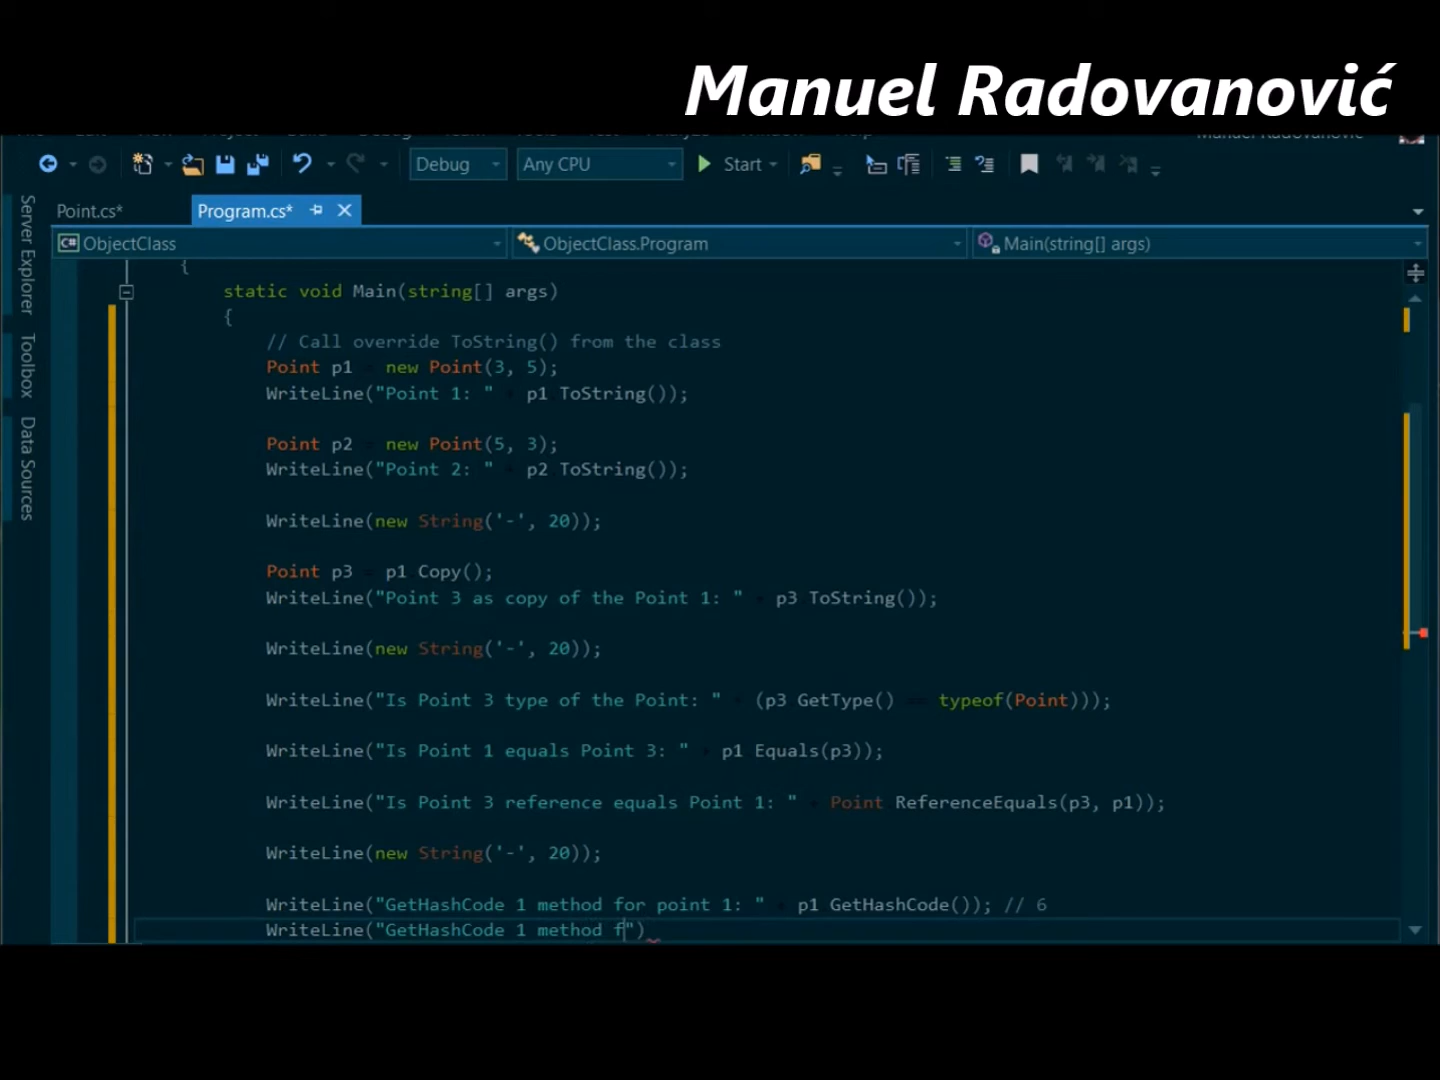 Manuel Radovanović
Debug Any CPU Start
Point.cs* Program.cs*
ObjectClass ObjectClass.Program Main(string[] args)
Server Explorer
Toolbox
Data Sources
{
static void Main(string[] args)
{
// Call override ToString() from the class
Point p1 = new Point(3, 5);
WriteLine("Point 1: " + p1 ToString());
Point p2 = new Point(5, 3);
WriteLine("Point 2: " + p2 ToString());
WriteLine(new String('-', 20));
Point p3 = p1 Copy();
WriteLine("Point 3 as copy of the Point 1: " + p3 ToString());
WriteLine(new String('-', 20));
WriteLine("Is Point 3 type of the Point: " + (p3 GetType() == typeof(Point)));
WriteLine("Is Point 1 equals Point 3: " + p1 Equals(p3));
WriteLine("Is Point 3 reference equals Point 1: " + Point ReferenceEquals(p3, p1));
WriteLine(new String('-', 20));
WriteLine("GetHashCode 1 method for point 1: " + p1 GetHashCode()); // 6
WriteLine("GetHashCode 1 method f")